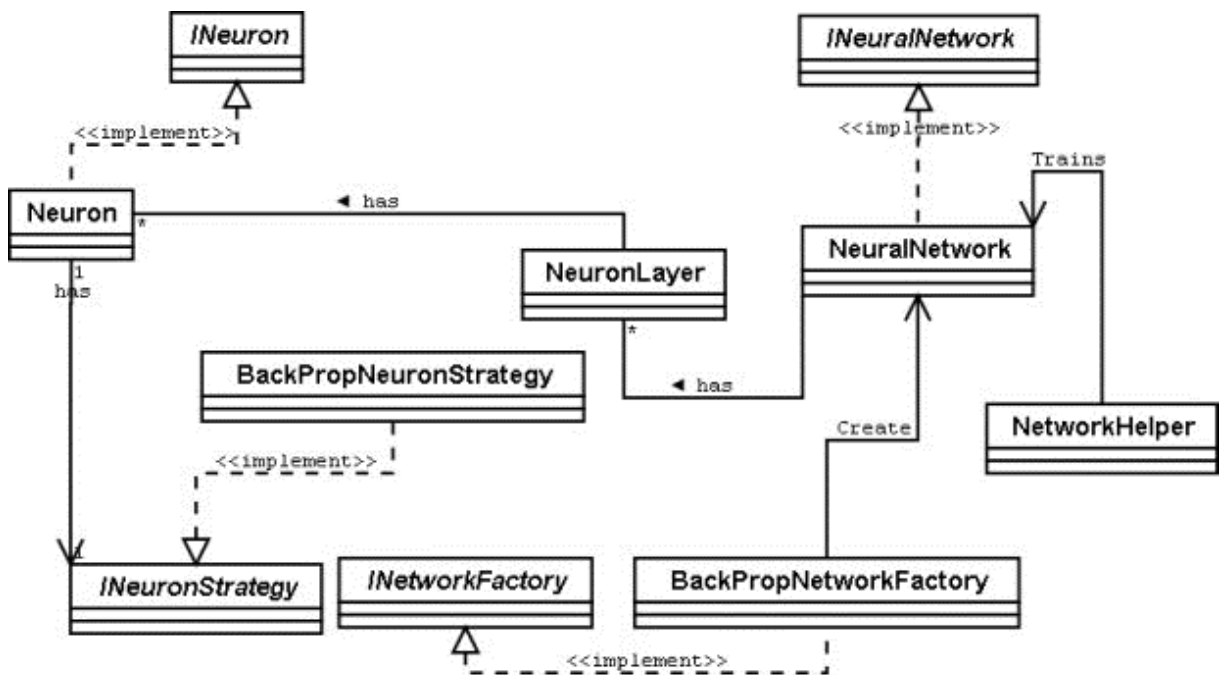 INeuron
INeuralNetwork
<<implement>>
<<implement>>
Trains
Neuron
*
◄ has
NeuralNetwork
1
has
NeuronLayer
*
BackPropNeuronStrategy
◄ has
NetworkHelper
Create
<<implement>>
1
INeuronStrategy
INetworkFactory
BackPropNetworkFactory
<<implement>>